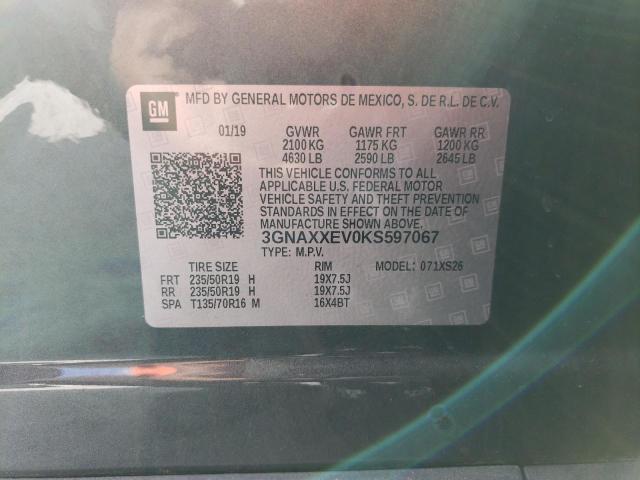 GM MFD BY GENERAL MOTORS DE MEXICO, S. DE R.L. DE C.V.
01/19 GVWR GAWR FRT GAWR RR
2100 KG 1175 KG 1200 KG
4630 LB 2590 LB 2645 LB
THIS VEHICLE CONFORMS TO ALL
APPLICABLE U.S. FEDERAL MOTOR
VEHICLE SAFETY AND THEFT PREVENTION
STANDARDS IN EFFECT ON THE DATE OF
MANUFACTURE SHOWN ABOVE.
3GNAXXEV0KS597067
TYPE: M.P.V.
TIRE SIZE RIM MODEL: 071XS26
FRT 235/50R19 H 19X7.5J
RR 235/50R19 H 19X7.5J
SPA T135/70R16 M 16X4BT